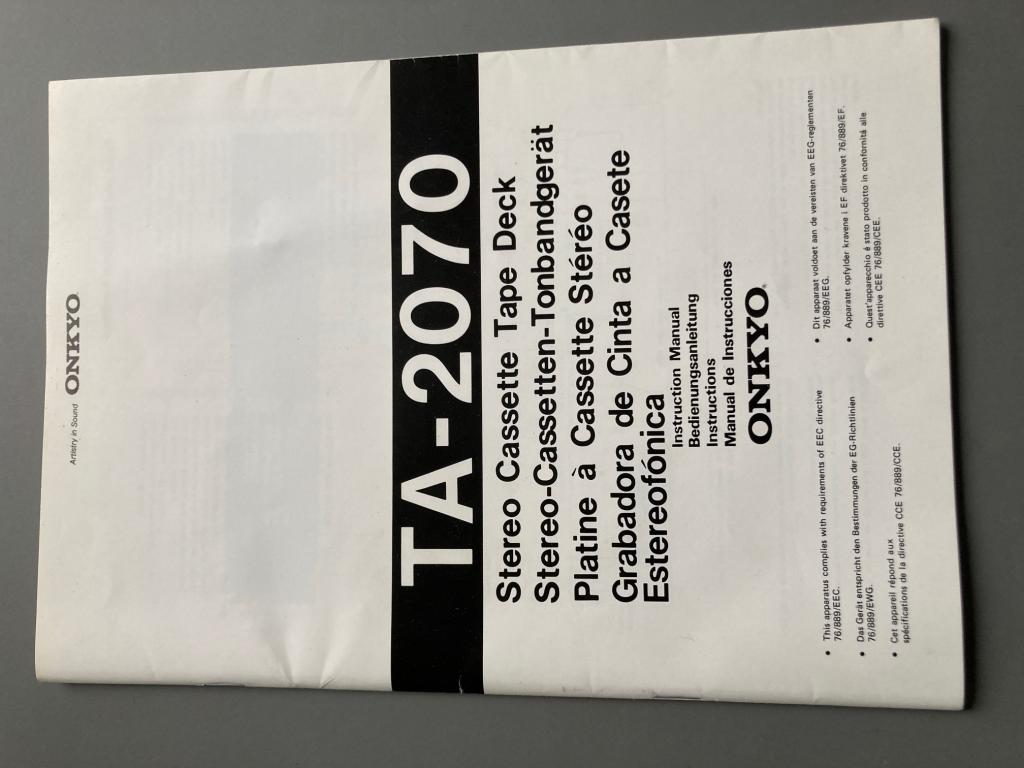 Artistry in Sound ONKYO
TA-2070
Stereo Cassette Tape Deck
Stereo-Cassetten-Tonbandgerät
Platine à Cassette Stéréo
Grabadora de Cinta a Casete
Estereofónica
Instruction Manual
Bedienungsanleitung
Instructions
Manual de Instrucciones
ONKYO®
• This apparatus complies with requirements of EEC directive
76/889/EEC.
• Das Gerät entspricht den Bestimmungen der EG-Richtlinien
76/889/EWG.
• Cet appareil répond aux
spécifications de la directive CCE 76/889/CCE.
• Dit apparaat voldoet aan de vereisten van EEG-reglementen
76/889/EEG.
• Apparatet opfylder kravene i EF direktivet 76/889/EF.
• Quest'apparecchio é stato prodotto in conformitá alle
direttive CEE 76/889/CEE.